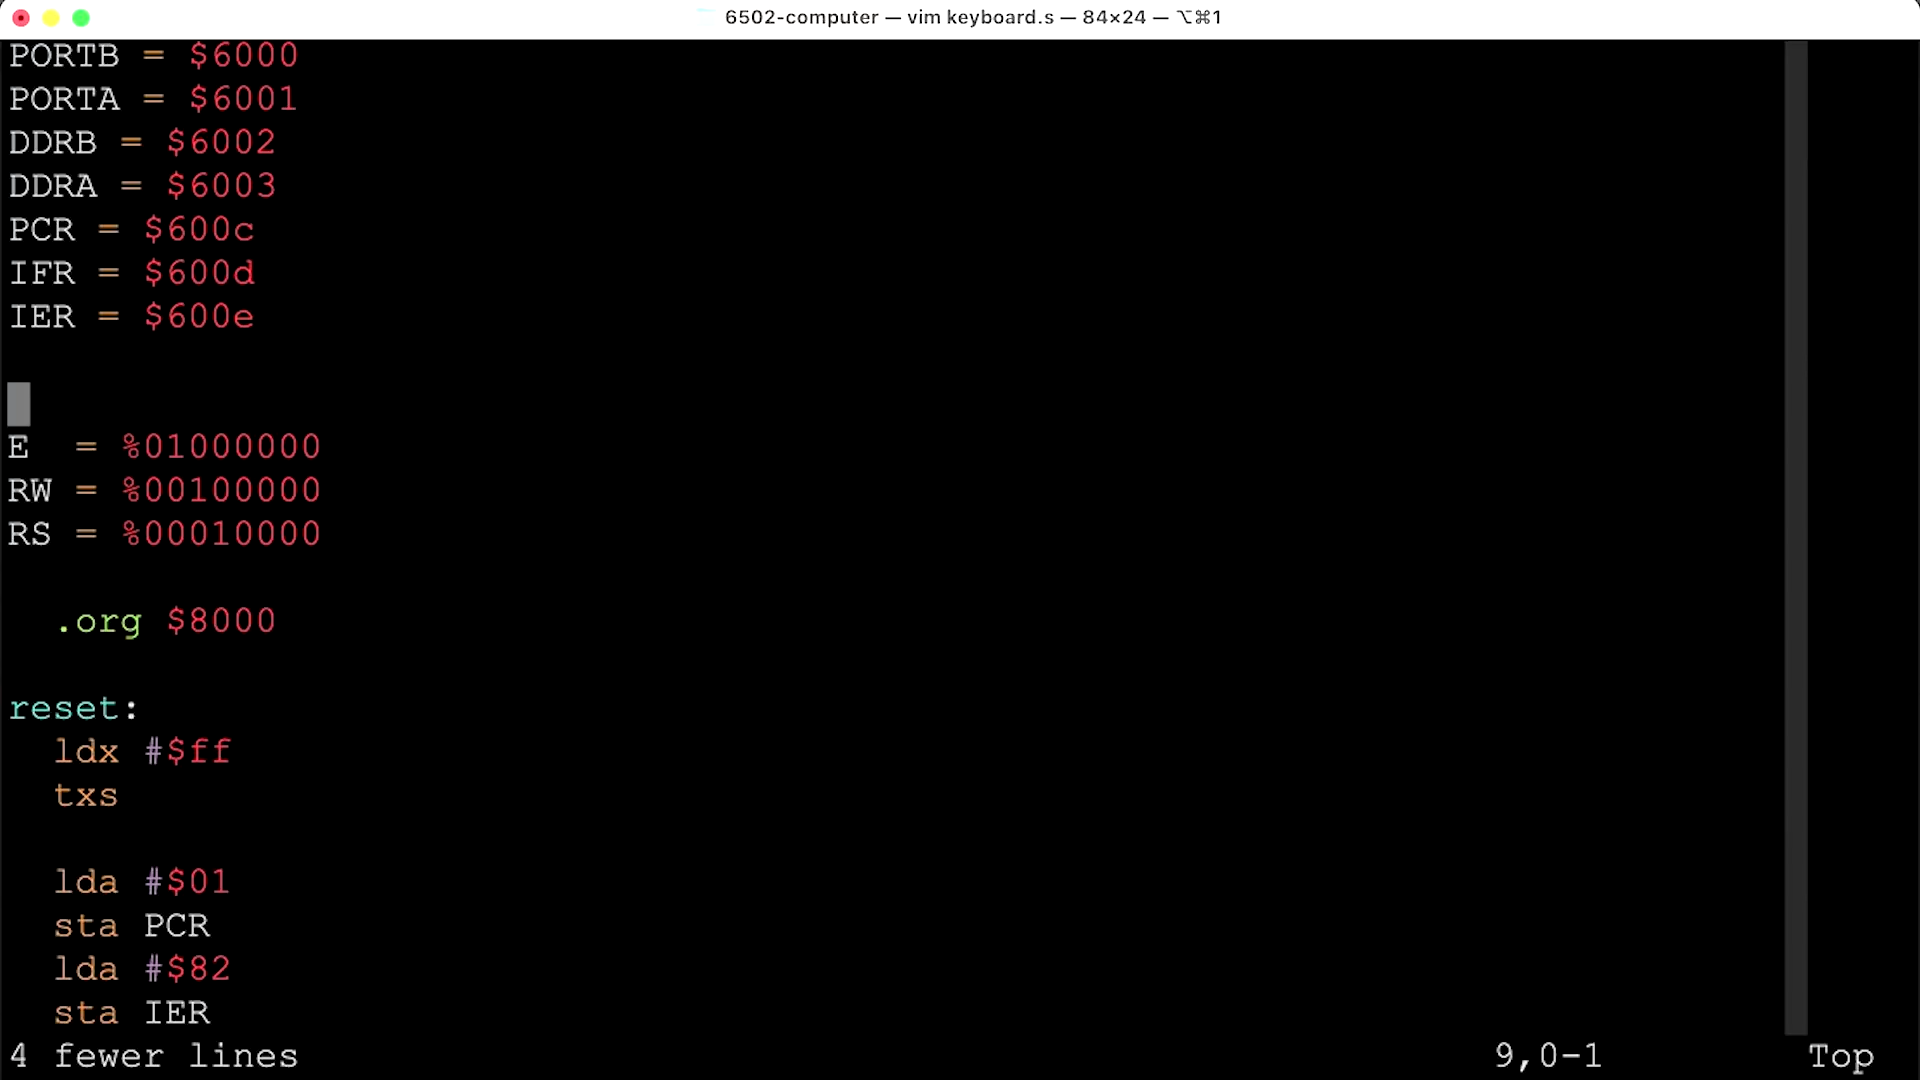 6502-computer — vim keyboard.s — 84×24 — ⌥⌘1
PORTB = $6000
PORTA = $6001
DDRB = $6002
DDRA = $6003
PCR = $600c
IFR = $600d
IER = $600e
E  = %01000000
RW = %00100000
RS = %00010000
  .org $8000
reset:
  ldx #$ff
  txs
  lda #$01
  sta PCR
  lda #$82
  sta IER
4 fewer lines 9,0-1 Top